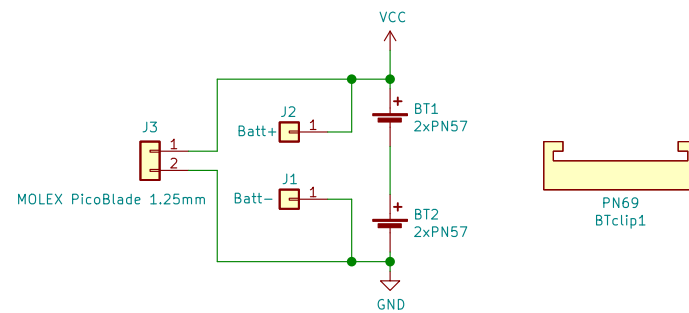 VCC
J3
1
2
MOLEX PicoBlade 1.25mm
J2
Batt+
1
J1
Batt-
1
+
BT1
2xPN57
+
BT2
2xPN57
GND
PN69
BTclip1